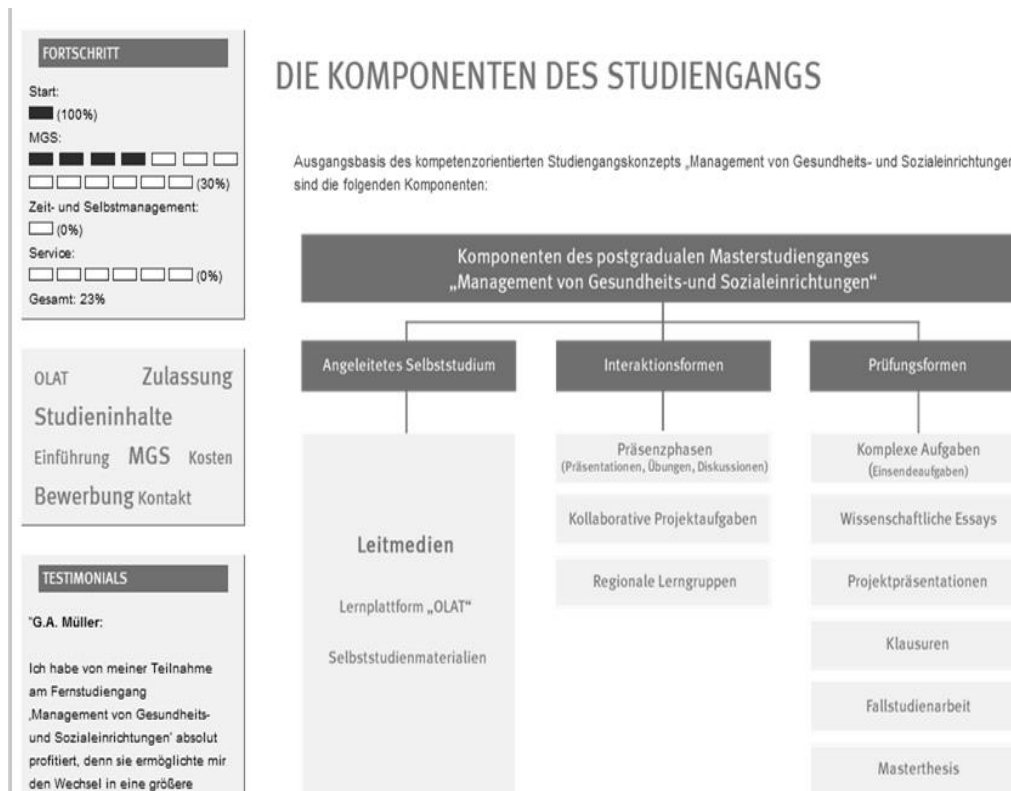 FORTSCHRITT
Start:
(100%)
MGS:
(30%)
Zeit- und Selbstmanagement:
(0%)
Service:
(0%)
Gesamt: 23%
OLAT Zulassung
Studieninhalte
Einführung MGS Kosten
Bewerbung Kontakt
TESTIMONIALS
"G.A. Müller:
Ich habe von meiner Teilnahme
am Fernstudiengang
‚Management von Gesundheits-
und Sozialeinrichtungen' absolut
profitiert, denn sie ermöglichte mir
den Wechsel in eine größere
DIE KOMPONENTEN DES STUDIENGANGS
Ausgangsbasis des kompetenzorientierten Studiengangskonzepts „Management von Gesundheits- und Sozialeinrichtungen
sind die folgenden Komponenten:
Komponenten des postgradualen Masterstudienganges
„Management von Gesundheits-und Sozialeinrichtungen“
Angeleitetes Selbststudium
Leitmedien
Lernplattform „OLAT“
Selbststudienmaterialien
Interaktionsformen
Präsenzphasen
(Präsentationen, Übungen, Diskussionen)
Kollaborative Projektaufgaben
Regionale Lerngruppen
Prüfungsformen
Komplexe Aufgaben
(Einsendeaufgaben)
Wissenschaftliche Essays
Projektpräsentationen
Klausuren
Fallstudienarbeit
Masterthesis